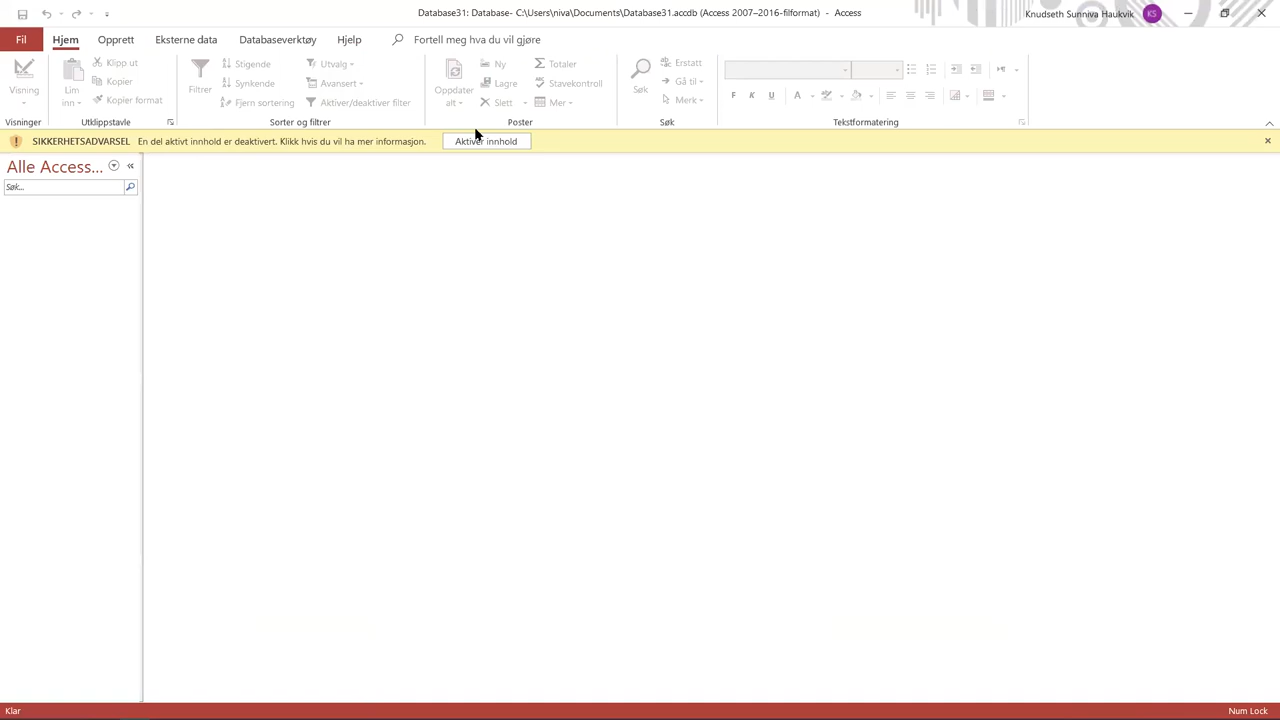 Database31: Database- C:\Users\niva\Documents\Database31.accdb (Access 2007–2016-filformat) - Access
Knudseth Sunniva Haukvik KS
Fil Hjem Opprett Eksterne data Databaseverktøy Hjelp Fortell meg hva du vil gjøre
Visning
Visninger
Lim inn
Klipp ut
Kopier
Kopier format
Utklippstavle
Filtrer
Stigende
Synkende
Fjern sortering
Utvalg
Avansert
Aktiver/deaktiver filter
Sorter og filtrer
Oppdater alt
Ny
Lagre
Slett
Totaler
Stavekontroll
Mer
Poster
Søk
Erstatt
Gå til
Merk
Søk
F K U A
Tekstformatering
SIKKERHETSADVARSEL En del aktivt innhold er deaktivert. Klikk hvis du vil ha mer informasjon. Aktiver innhold
Alle Access...
Søk...
Klar
Num Lock